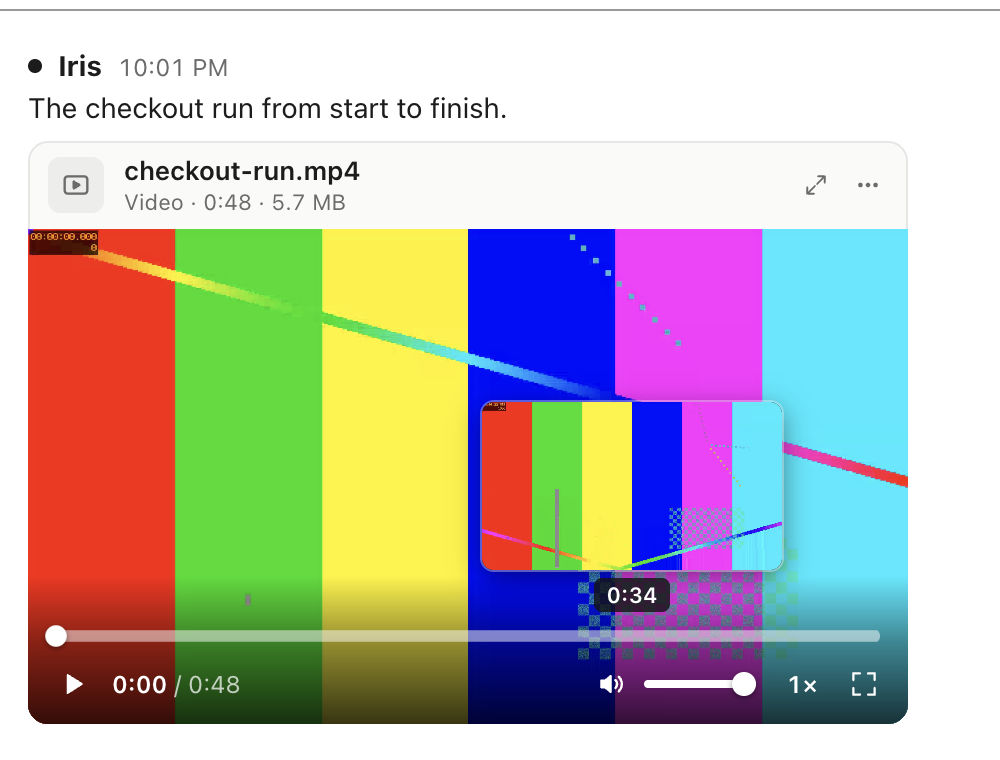 Iris 10:01 PM
The checkout run from start to finish.
checkout-run.mp4
Video · 0:48 · 5.7 MB
00:00:00.000
0
0:34
0:00 / 0:48
1×